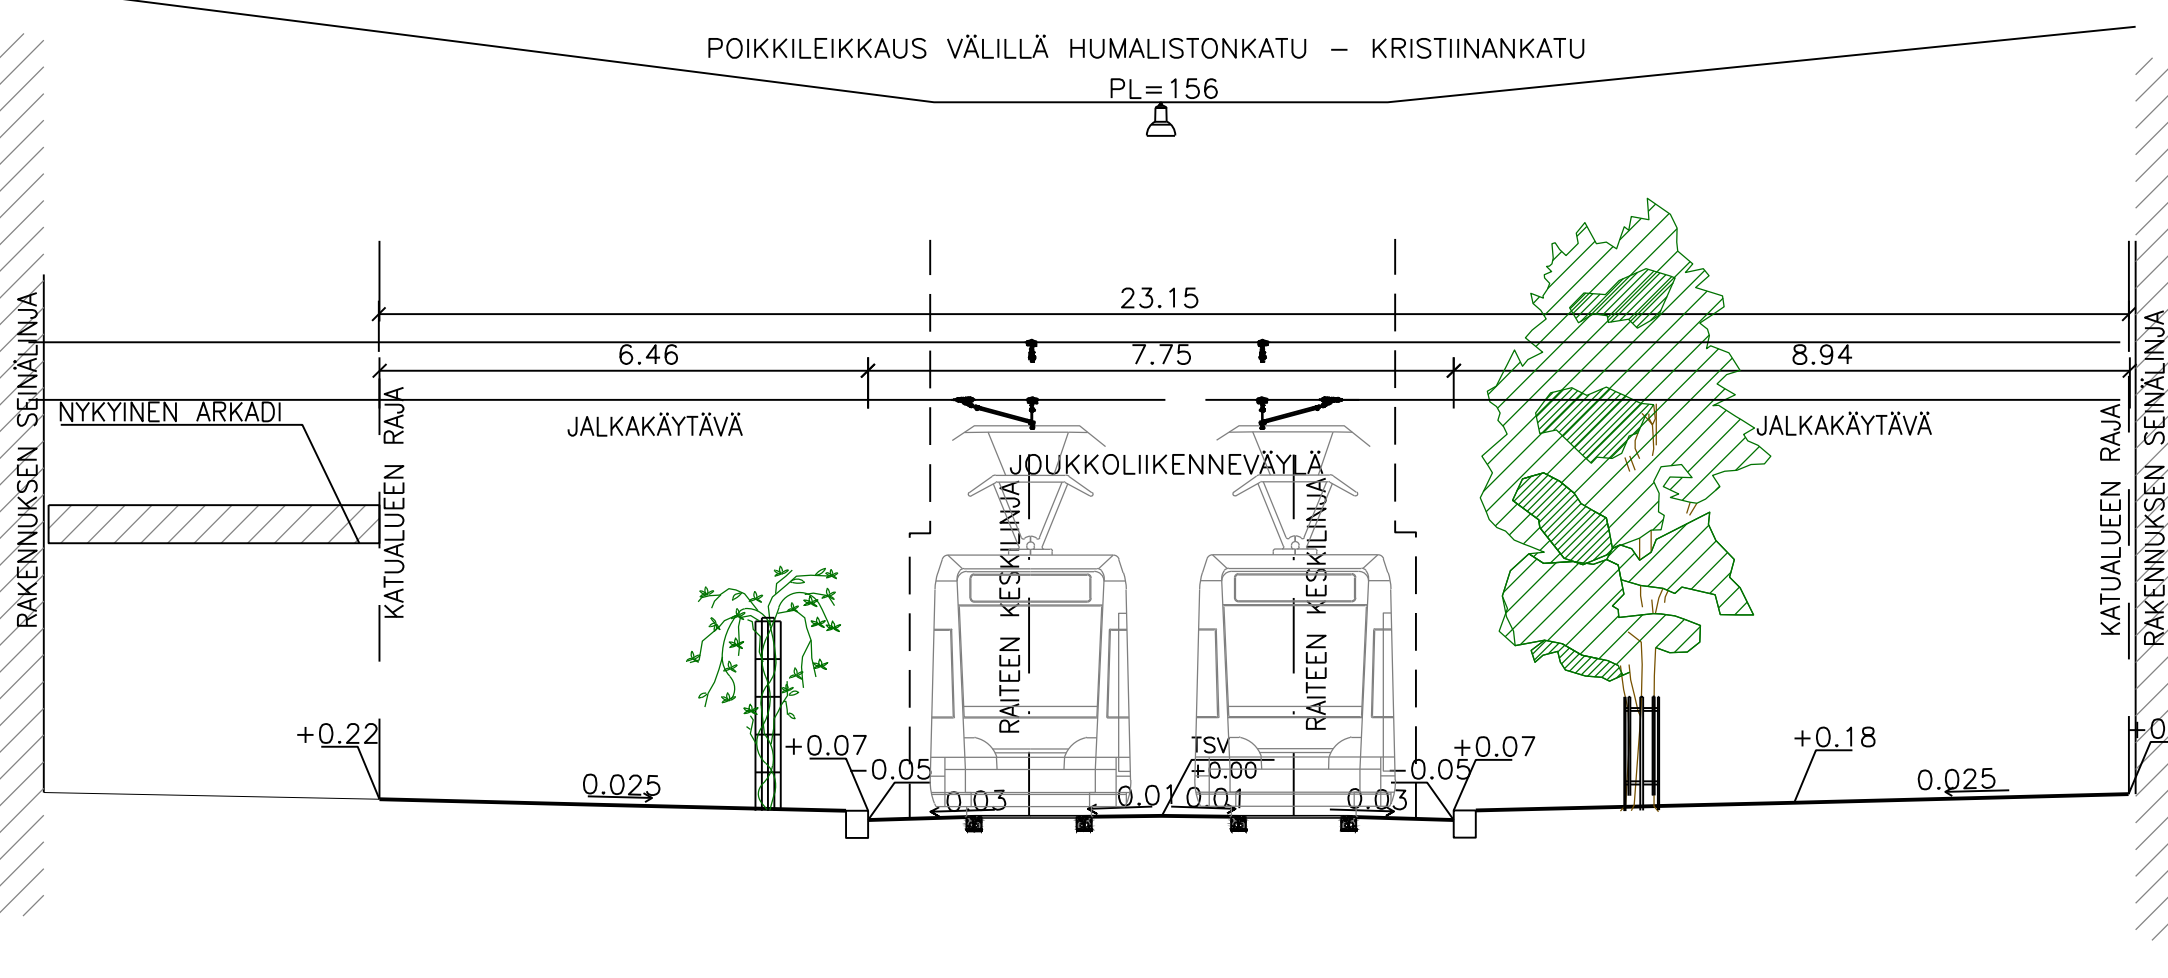 POIKKILEIKKAUS VÄLILLÄ HUMALISTONKATU - KRISTIINANKATU
PL=156
23.15
6.46
7.75
8.94
RAKENNUKSEN SEINÄLINJA
NYKYINEN ARKADI
KATUALUEEN RAJA
JALKAKÄYTÄVÄ
JOUKKOLIIKENNEVÄYLÄ
JALKAKÄYTÄVÄ
RAITEEN KESKILINJA
RAITEEN KESKILINJA
KATUALUEEN RAJA
RAKENNUKSEN SEINÄLINJA
+0.22
0.025
+0.07
-0.05
0.03
0.01
TSV
+0.00
0.01
0.03
-0.05
+0.07
+0.18
0.025